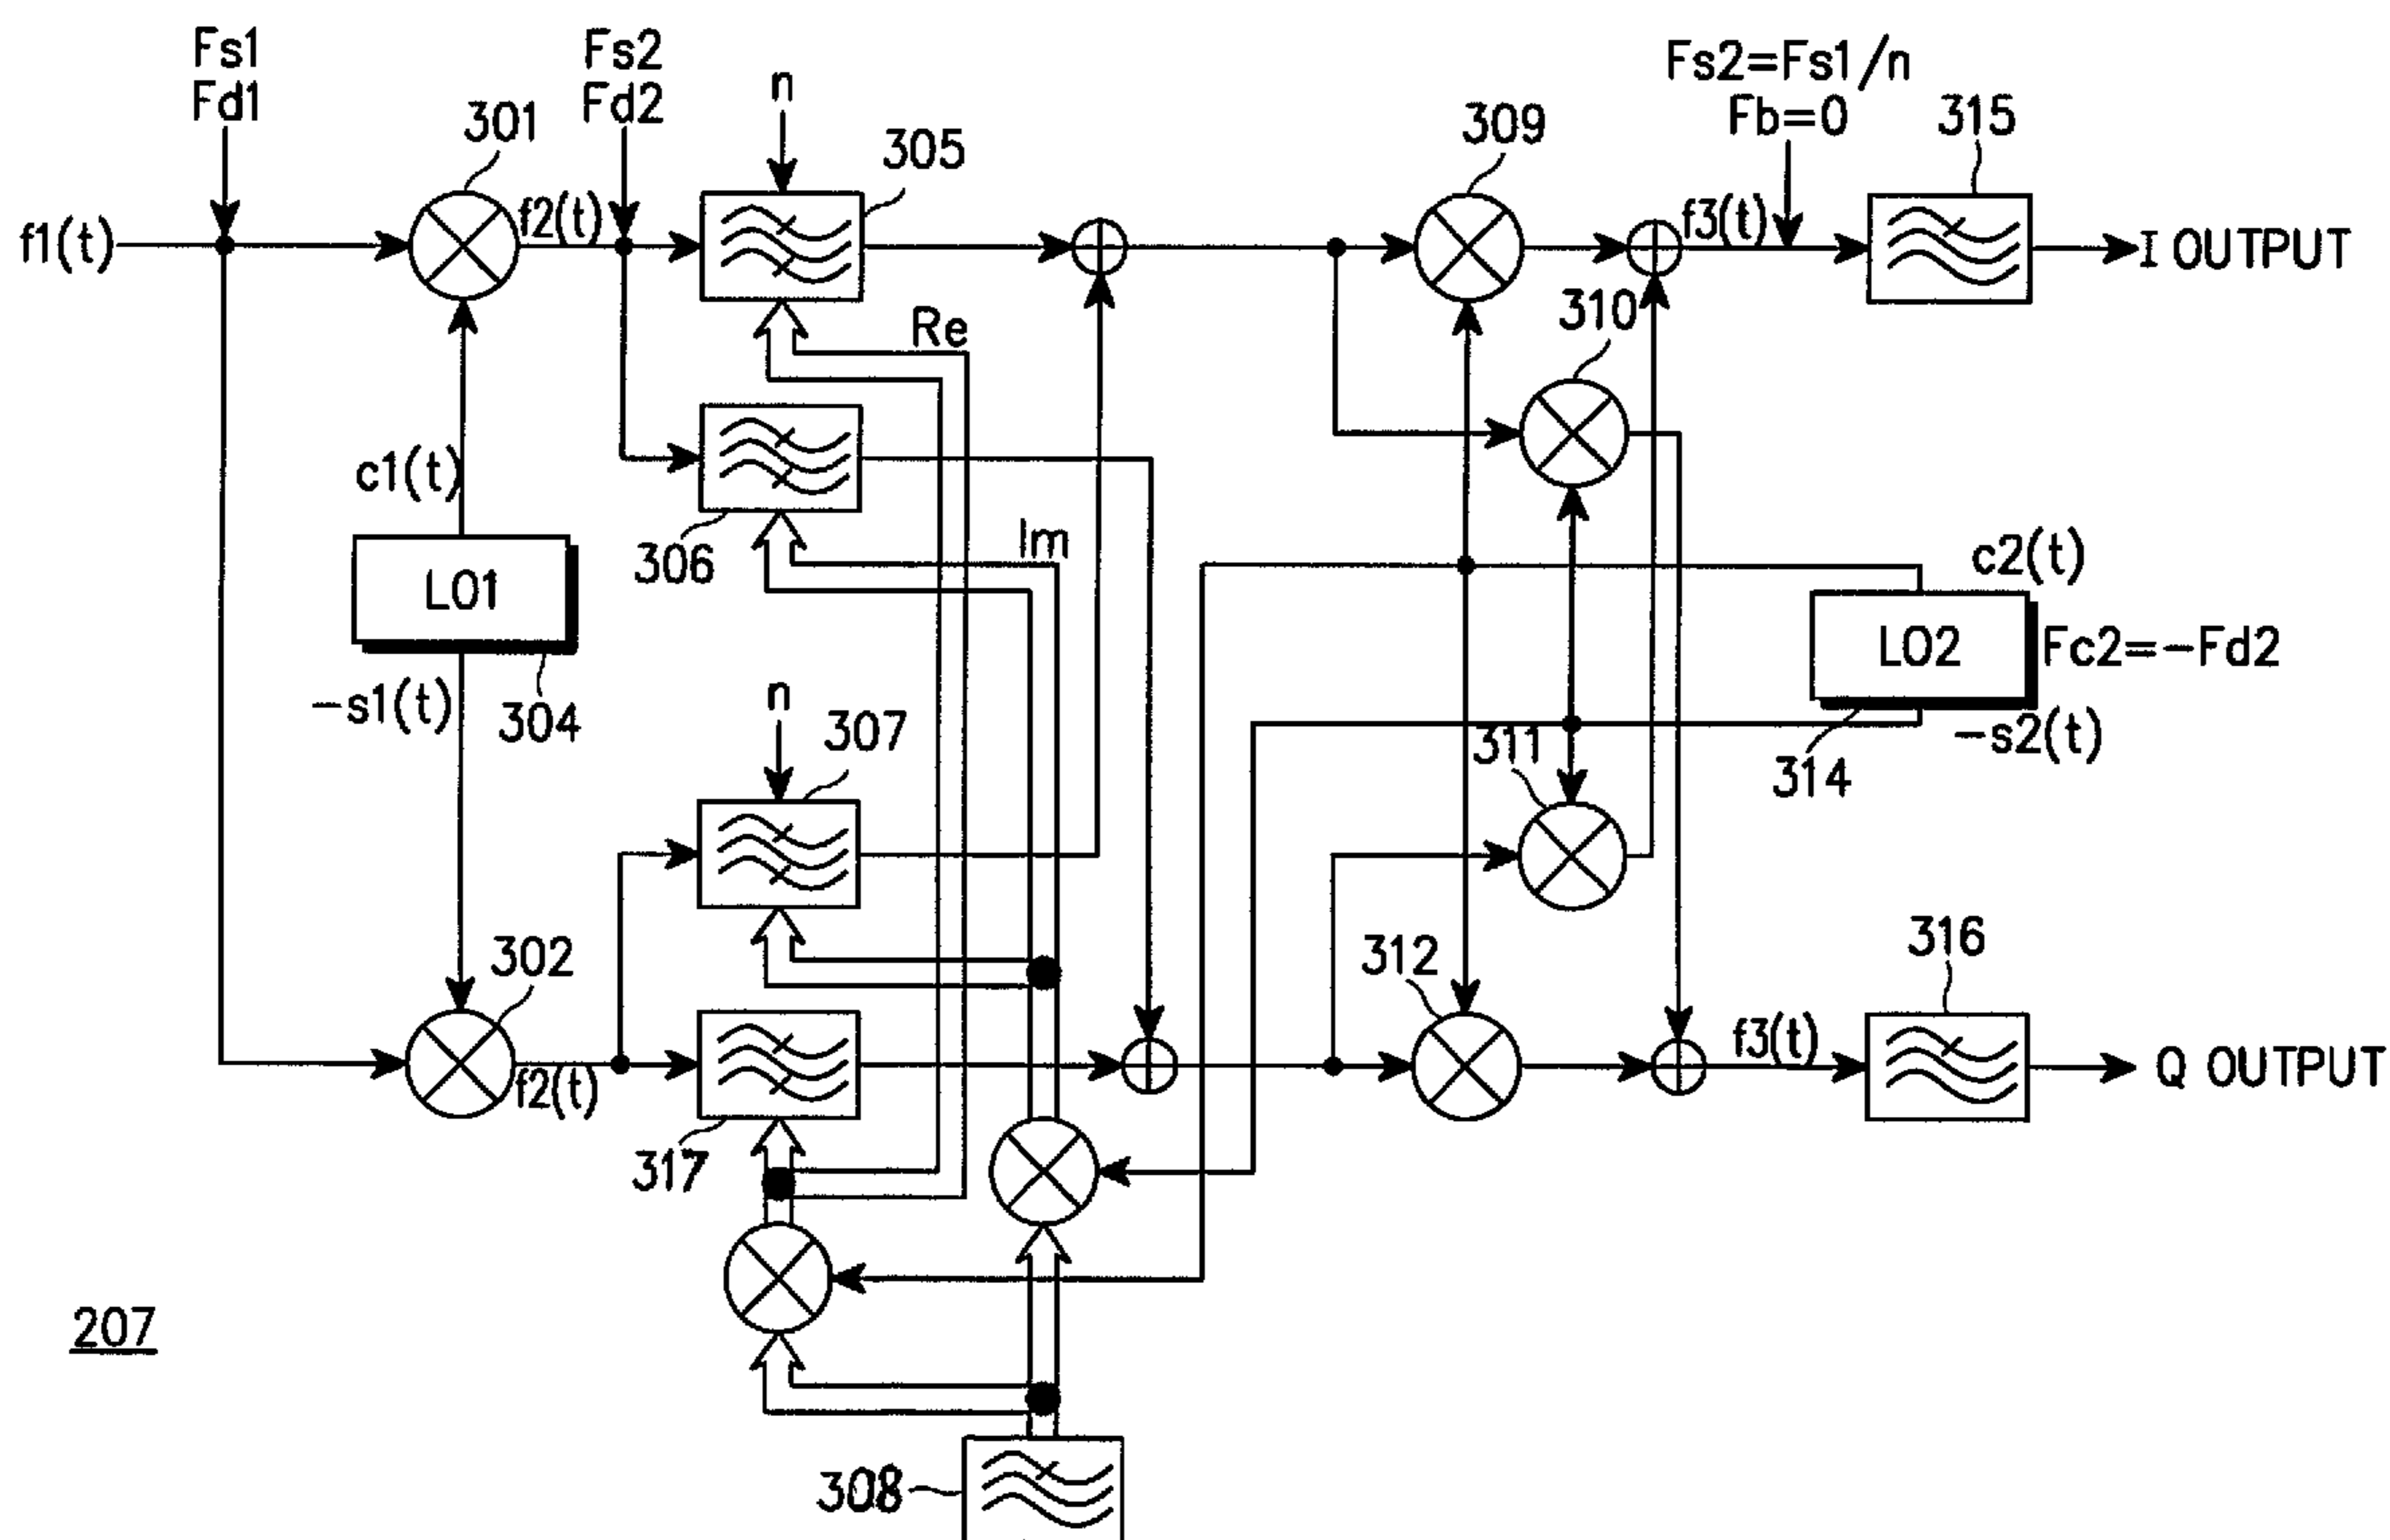 Fs1
Fd1
Fs2
Fd2
n
Fs2=Fs1/n
Fb=0
301
305
309
315
f1(t)
f2(t)
f3(t)
I OUTPUT
310
Re
c1(t)
306
Im
c2(t)
LO1
LO2
Fc2=-Fd2
-s1(t)
304
n
307
311
-s2(t)
314
302
312
316
f2(t)
f3(t)
Q OUTPUT
317
207
308